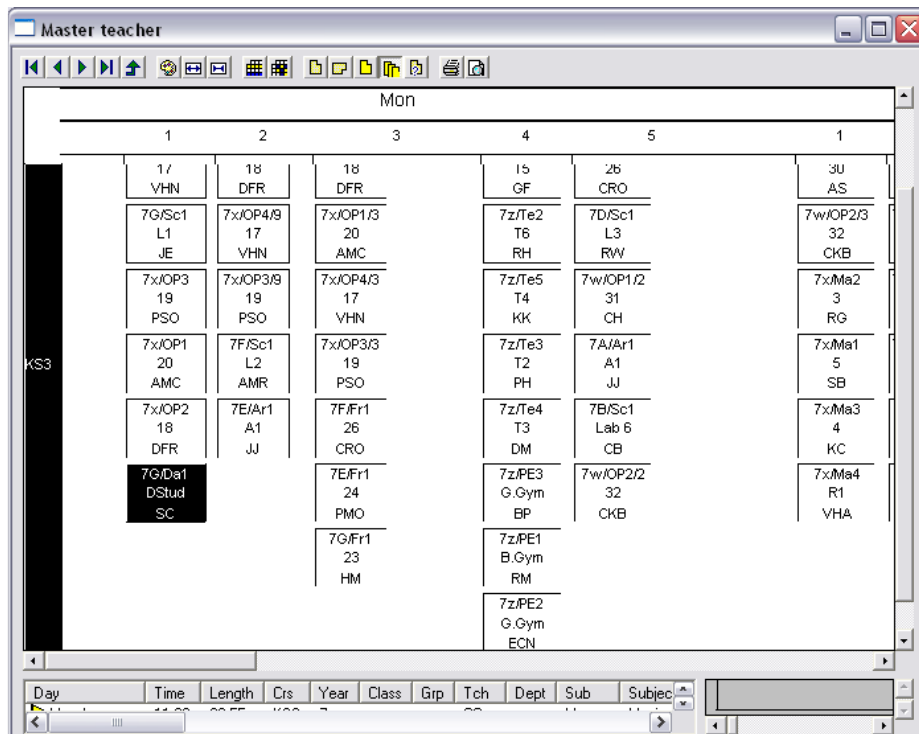 Master teacher
Mon
1 2 3 4 5 1
17 18 18 T5 26 30
VHN DFR DFR GF CRO AS
7G/Sc1 7x/OP4/9 7x/OP1/3 7z/Te2 7D/Sc1 7w/OP2/3
L1 17 20 T6 L3 32
JE VHN AMC RH RW CKB
7x/OP3 7x/OP3/9 7x/OP4/3 7z/Te5 7w/OP1/2 7x/Ma2
19 19 17 T4 31 3
PSO PSO VHN KK CH RG
KS3
7x/OP1 7F/Sc1 7x/OP3/3 7z/Te3 7A/Ar1 7x/Ma1
20 L2 19 T2 A1 5
AMC AMR PSO PH JJ SB
7x/OP2 7E/Ar1 7F/Fr1 7z/Te4 7B/Sc1 7x/Ma3
18 A1 26 T3 Lab 6 4
DFR JJ CRO DM CB KC
7G/Da1 7E/Fr1 7z/PE3 7w/OP2/2 7x/Ma4
DStud 24 G.Gym 32 R1
SC PMO BP CKB VHA
7G/Fr1 7z/PE1
23 B.Gym
HM RM
7z/PE2
G.Gym
ECN
Day Time Length Crs Year Class Grp Tch Dept Sub Subjec